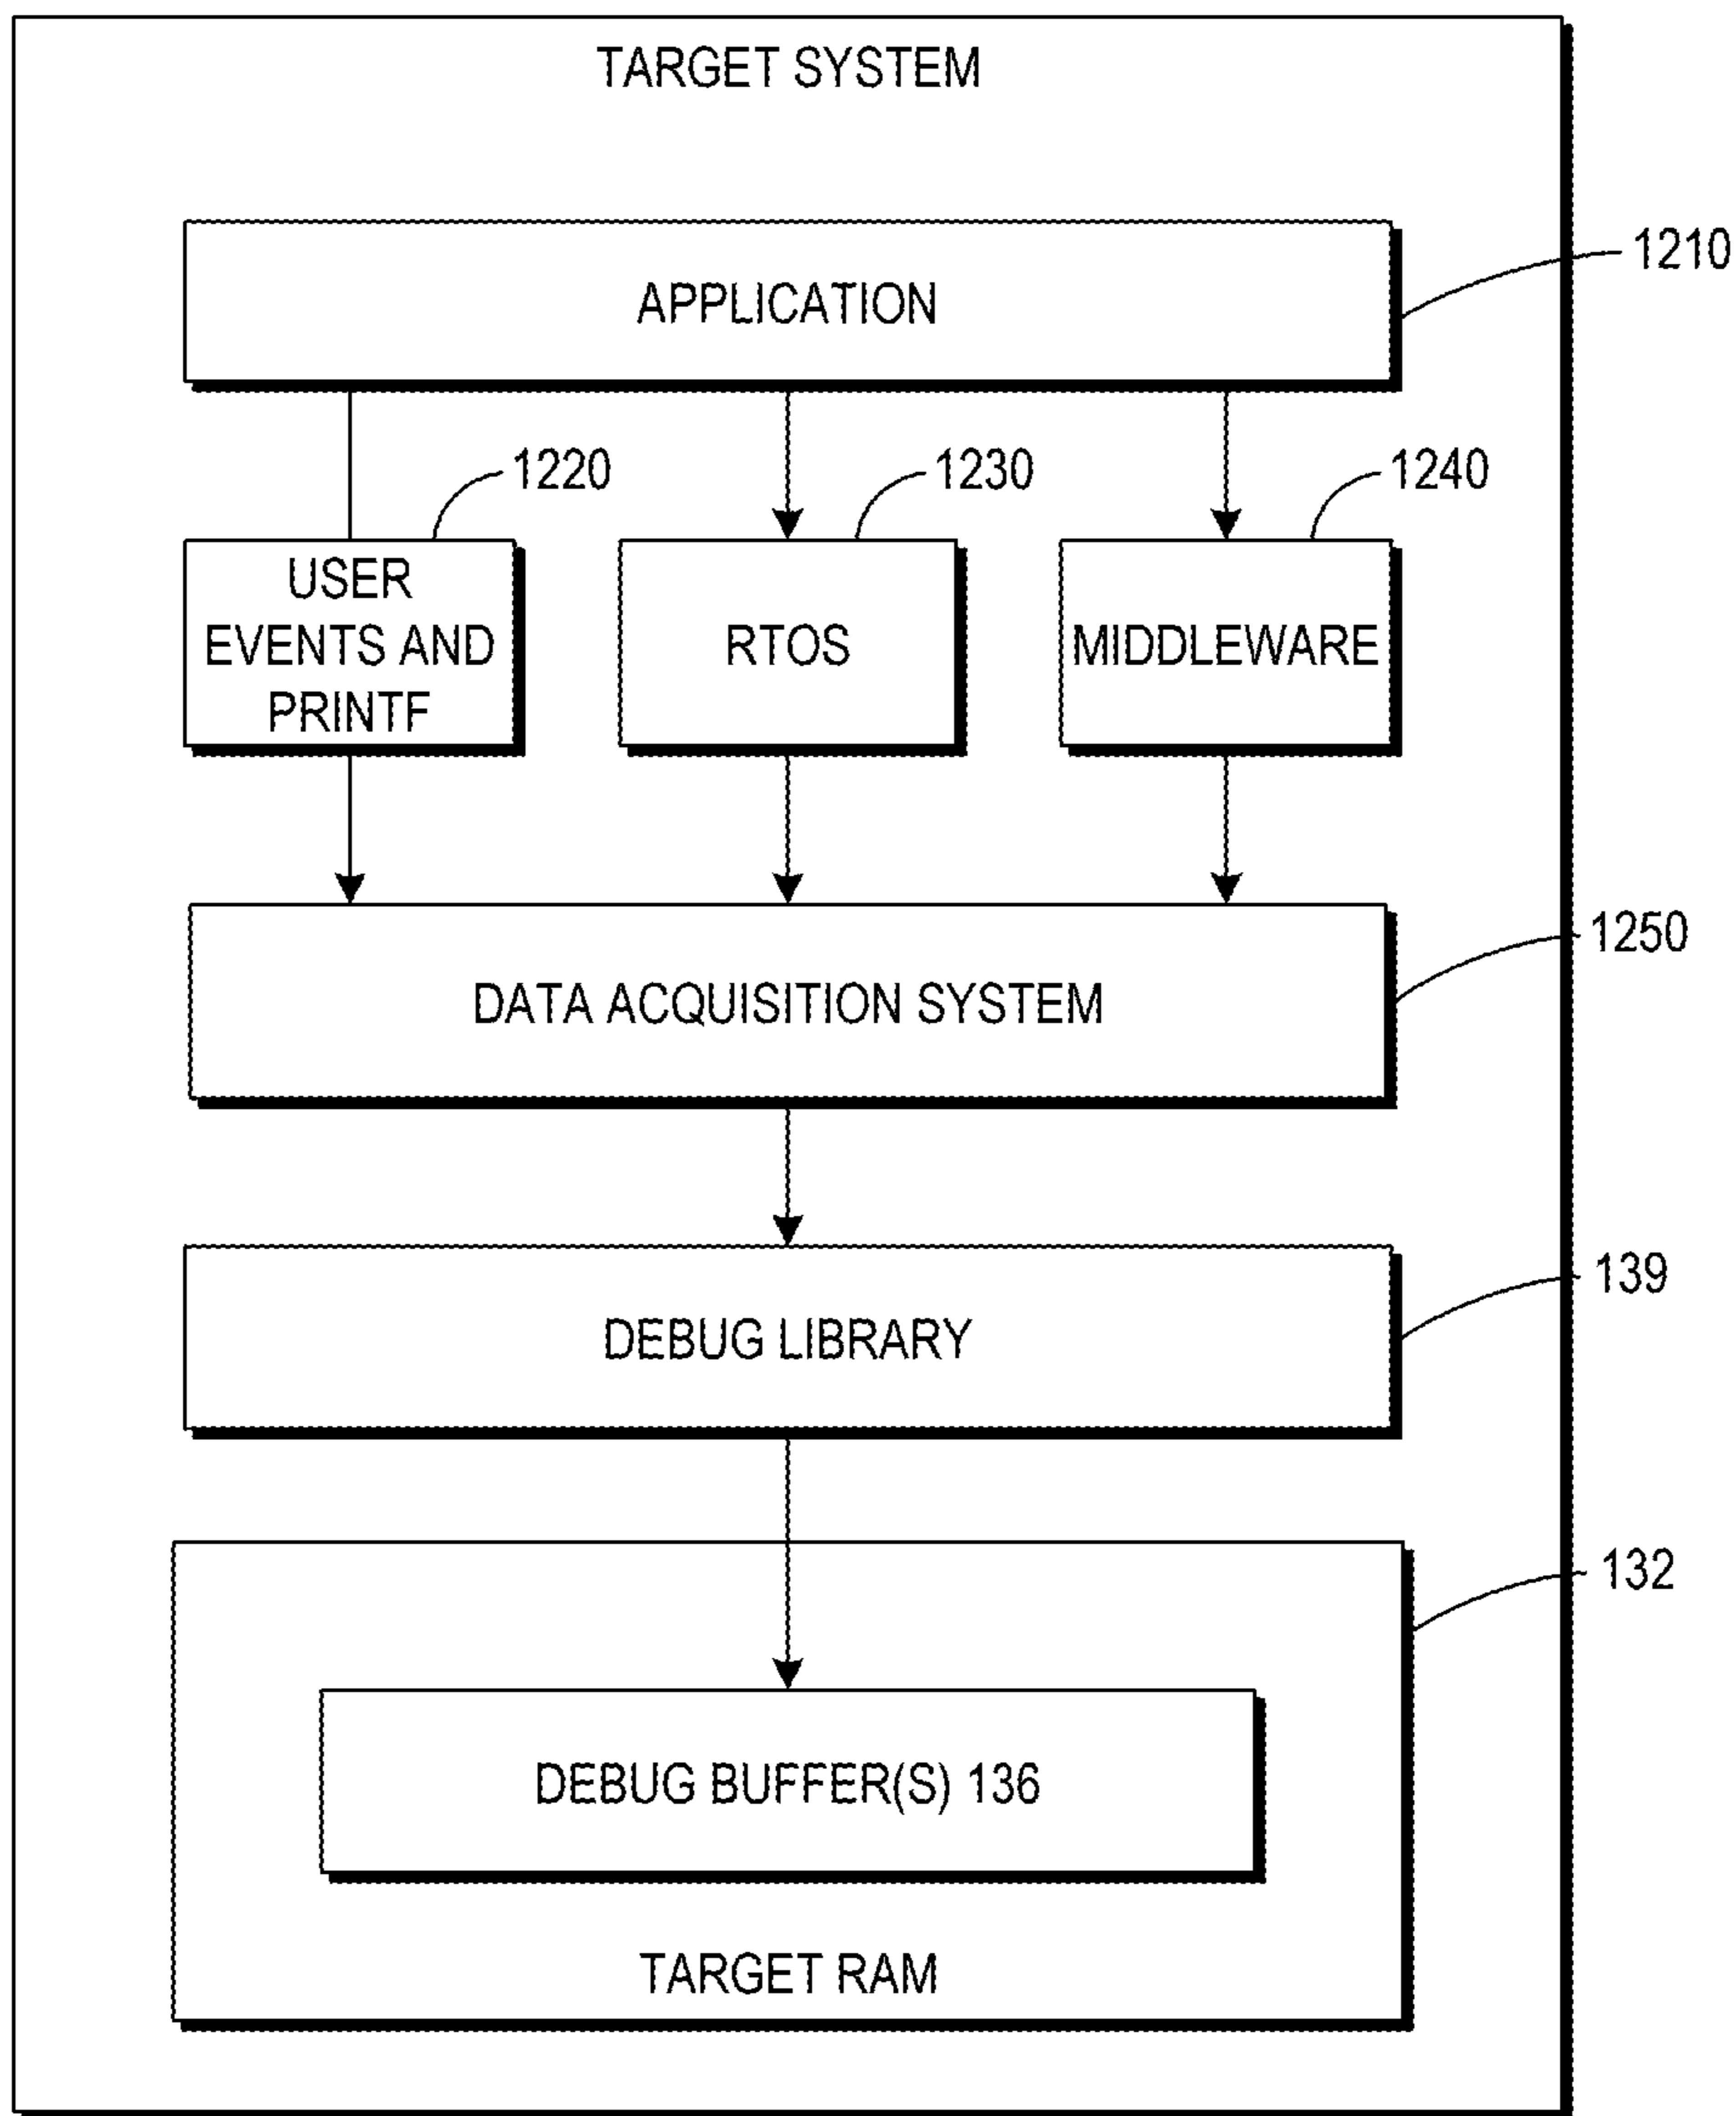 TARGET SYSTEM
APPLICATION
1210
1220
1230
1240
USER
EVENTS AND
PRINTF
RTOS
MIDDLEWARE
DATA ACQUISITION SYSTEM
1250
DEBUG LIBRARY
139
132
DEBUG BUFFER(S) 136
TARGET RAM